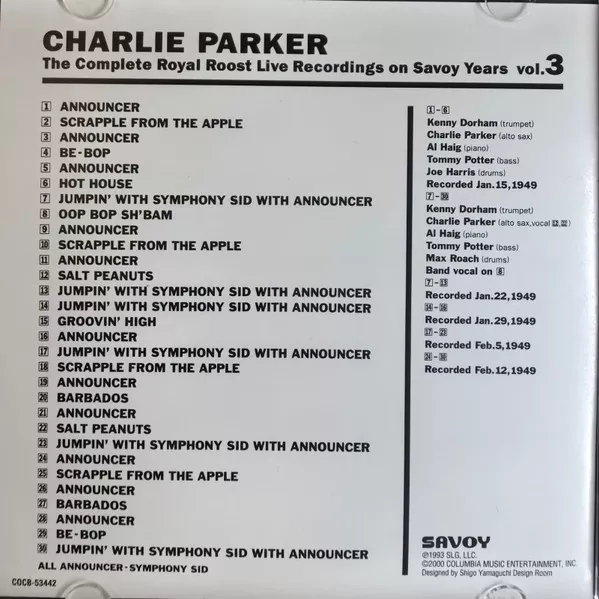 CHARLIE PARKER
The Complete Royal Roost Live Recordings on Savoy Years vol.3
1 ANNOUNCER
2 SCRAPPLE FROM THE APPLE
3 ANNOUNCER
4 BE-BOP
5 ANNOUNCER
6 HOT HOUSE
7 JUMPIN' WITH SYMPHONY SID WITH ANNOUNCER
8 OOP BOP SH'BAM
9 ANNOUNCER
10 SCRAPPLE FROM THE APPLE
11 ANNOUNCER
12 SALT PEANUTS
13 JUMPIN' WITH SYMPHONY SID WITH ANNOUNCER
14 JUMPIN' WITH SYMPHONY SID WITH ANNOUNCER
15 GROOVIN' HIGH
16 ANNOUNCER
17 JUMPIN' WITH SYMPHONY SID WITH ANNOUNCER
18 SCRAPPLE FROM THE APPLE
19 ANNOUNCER
20 BARBADOS
21 ANNOUNCER
22 SALT PEANUTS
23 JUMPIN' WITH SYMPHONY SID WITH ANNOUNCER
24 ANNOUNCER
25 SCRAPPLE FROM THE APPLE
26 ANNOUNCER
27 BARBADOS
28 ANNOUNCER
29 BE-BOP
30 JUMPIN' WITH SYMPHONY SID WITH ANNOUNCER
ALL ANNOUNCER·SYMPHONY SID
COCB-53442
1-6
Kenny Dorham (trumpet)
Charlie Parker (alto sax)
Al Haig (piano)
Tommy Potter (bass)
Joe Harris (drums)
Recorded Jan.15,1949
7-30
Kenny Dorham (trumpet)
Charlie Parker (alto sax,vocal 12,22)
Al Haig (piano)
Tommy Potter (bass)
Max Roach (drums)
Band vocal on 8
7-13
Recorded Jan.22,1949
14-16
Recorded Jan.29,1949
17-23
Recorded Feb.5,1949
24-30
Recorded Feb.12,1949
SAVOY
℗1993 SLG, LLC.
©2000 COLUMBIA MUSIC ENTERTAINMENT, INC.
Designed by Shigo Yamaguchi Design Room